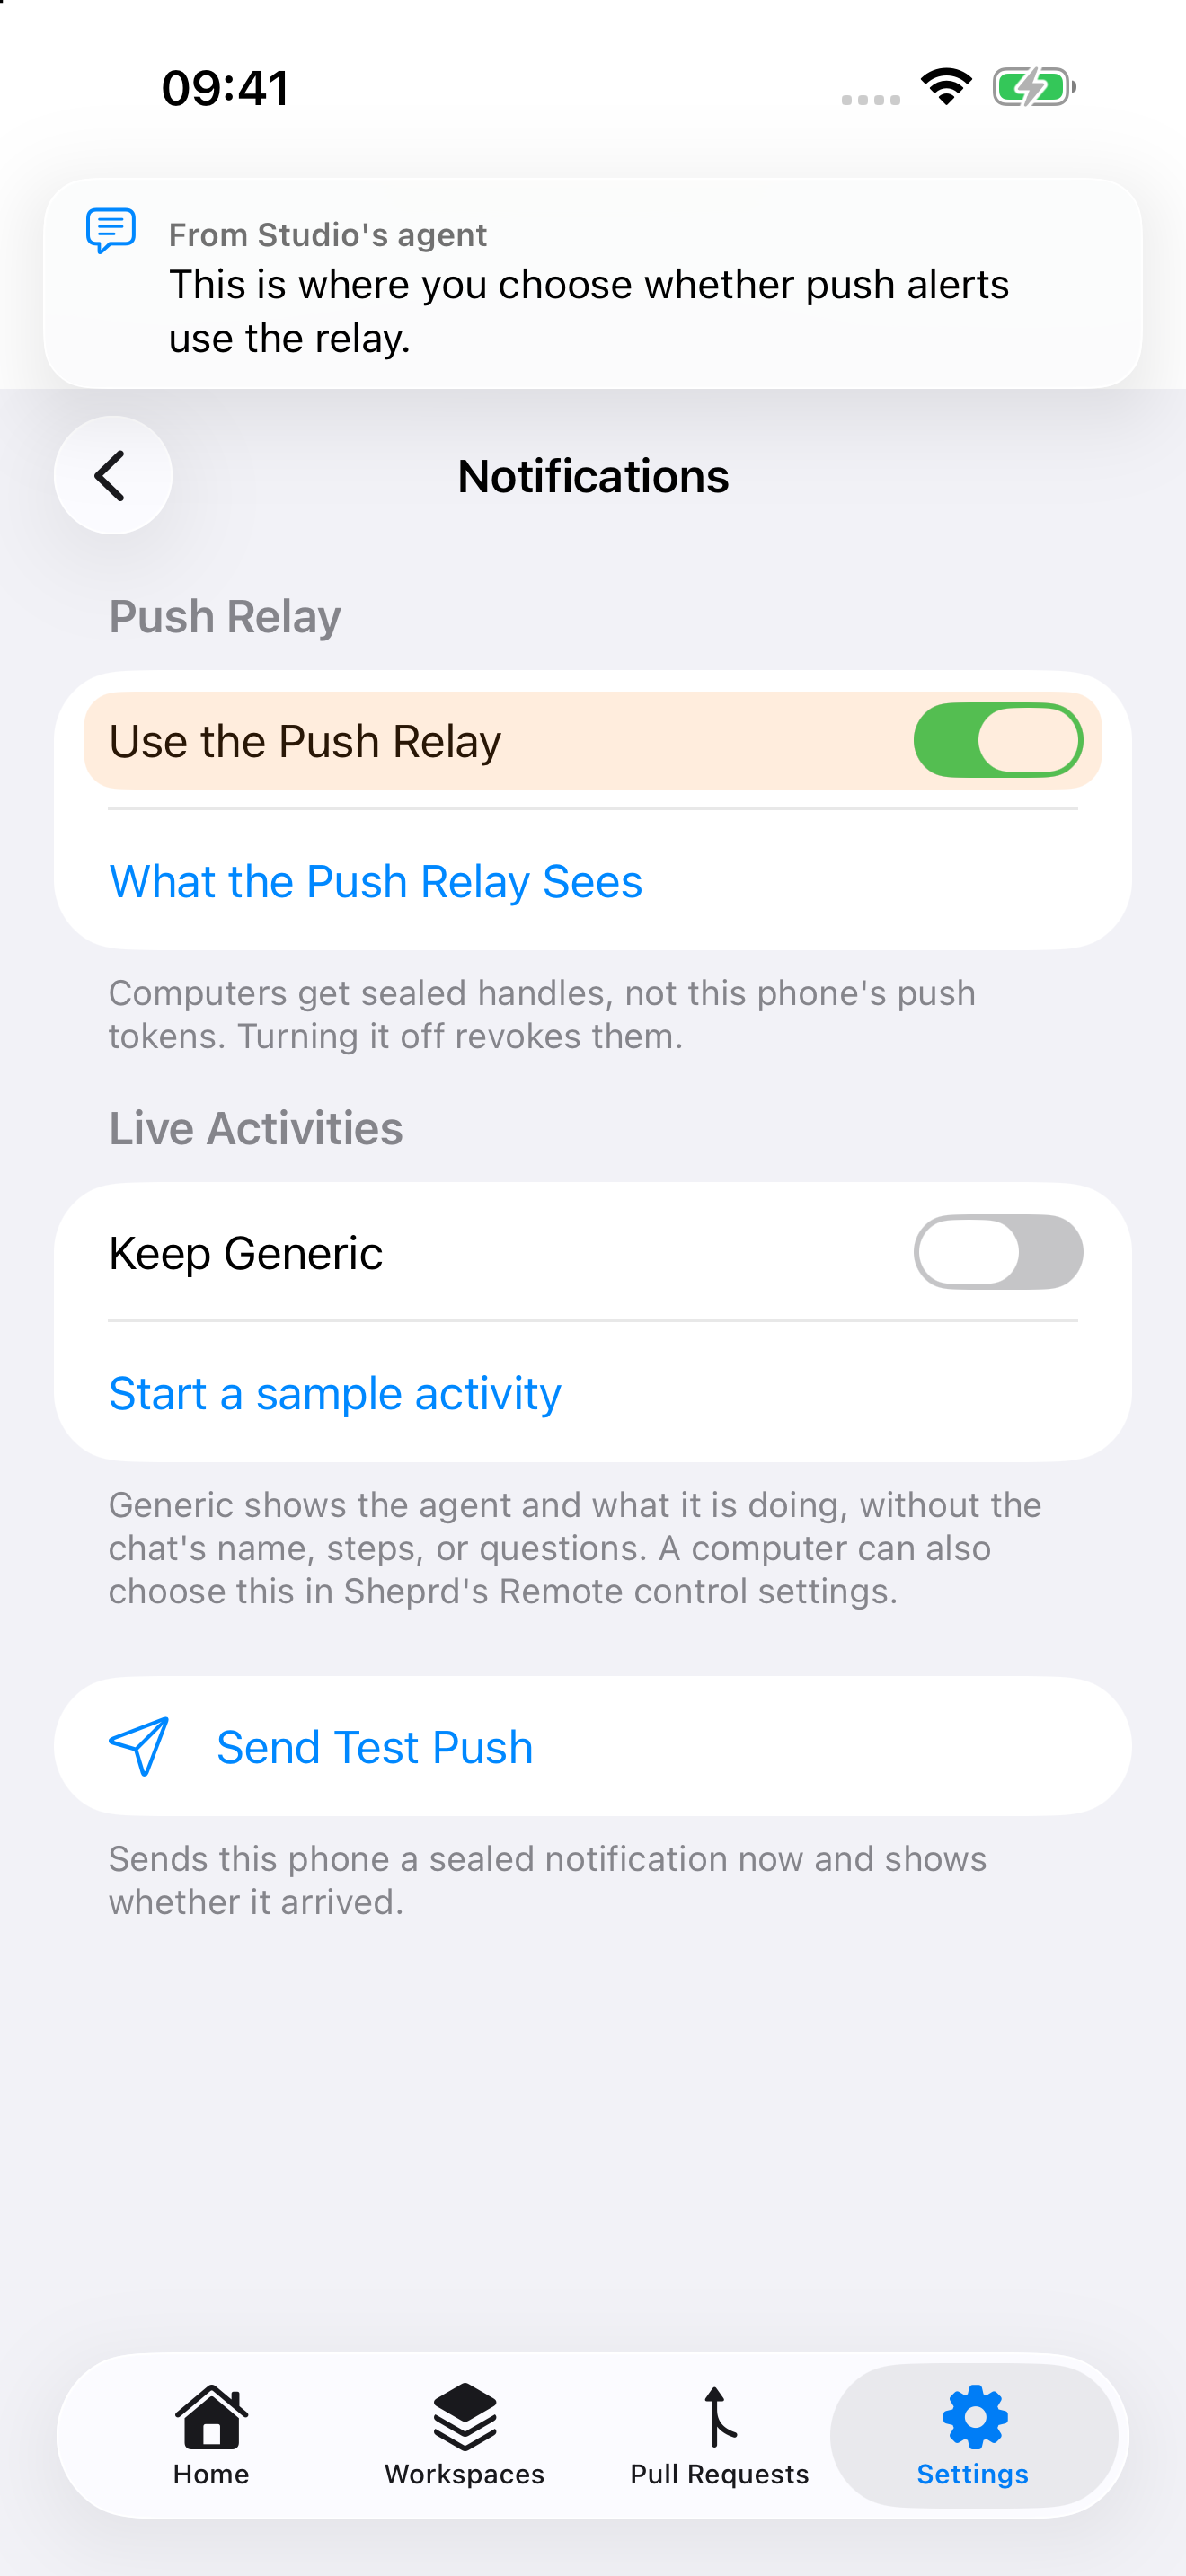 09:41
From Studio's agent
This is where you choose whether push alerts
use the relay.
Notifications
Push Relay
Use the Push Relay
What the Push Relay Sees
Computers get sealed handles, not this phone's push
tokens. Turning it off revokes them.
Live Activities
Keep Generic
Start a sample activity
Generic shows the agent and what it is doing, without the
chat's name, steps, or questions. A computer can also
choose this in Sheprd's Remote control settings.
Send Test Push
Sends this phone a sealed notification now and shows
whether it arrived.
Home
Workspaces
Pull Requests
Settings